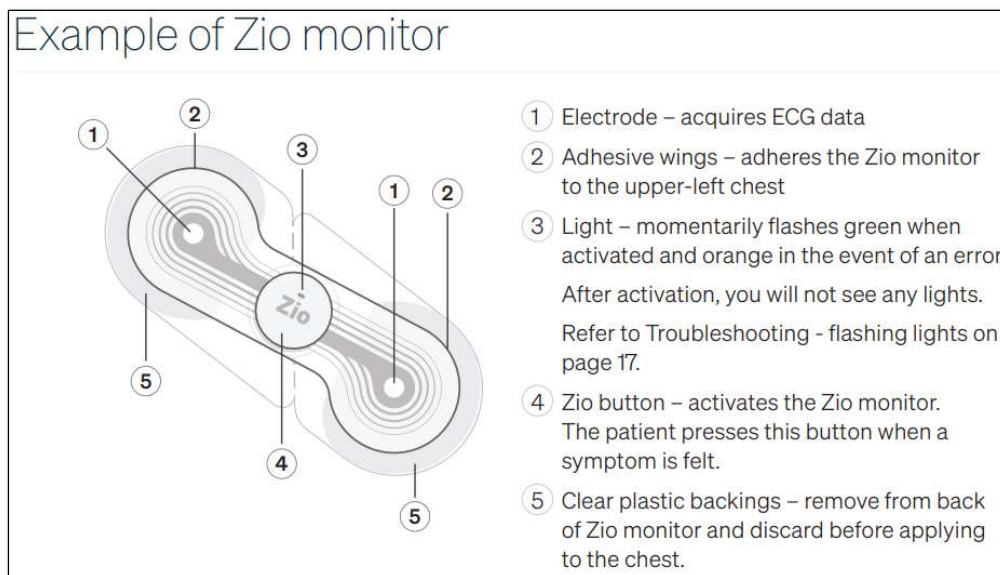 Example of Zio monitor
1
2
3
1
2
Zio
5
4
5
1 Electrode – acquires ECG data
2 Adhesive wings – adheres the Zio monitor
to the upper-left chest
3 Light – momentarily flashes green when
activated and orange in the event of an error
After activation, you will not see any lights.
Refer to Troubleshooting - flashing lights on
page 17.
4 Zio button – activates the Zio monitor.
The patient presses this button when a
symptom is felt.
5 Clear plastic backings – remove from back
of Zio monitor and discard before applying
to the chest.